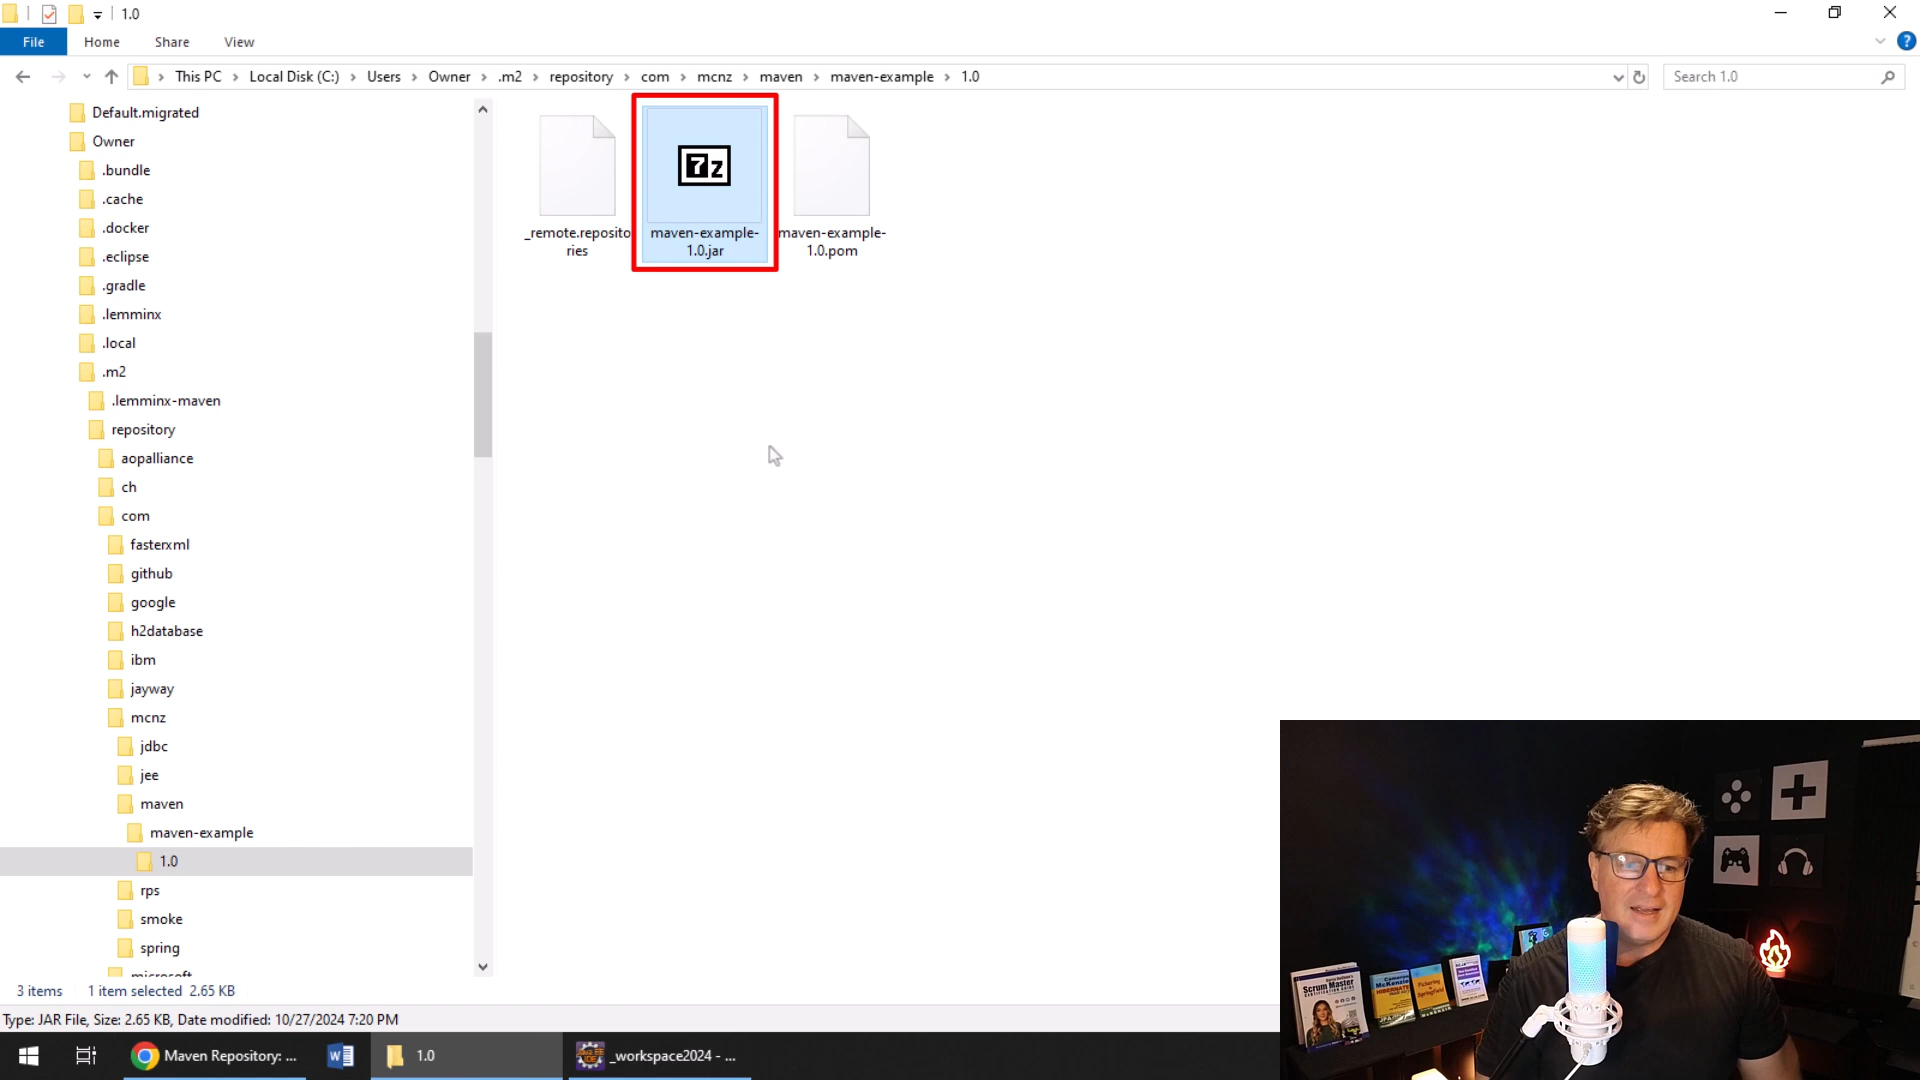 1.0
File
Home
Share
View
This PC
Local Disk (C:)
Users
Owner
.m2
repository
com
mcnz
maven
maven-example
1.0
Search 1.0
Default.migrated
Owner
.bundle
.cache
.docker
.eclipse
.gradle
.lemminx
.local
.m2
.lemminx-maven
repository
aopalliance
ch
com
fasterxml
github
google
h2database
ibm
jayway
mcnz
jdbc
jee
maven
maven-example
1.0
rps
smoke
spring
microsoft
_remote.reposito
ries
7z
maven-example-
1.0.jar
maven-example-
1.0.pom
3 items
1 item selected 2.65 KB
Type: JAR File, Size: 2.65 KB, Date modified: 10/27/2024 7:20 PM
Maven Repository: ...
1.0
_workspace2024 - ...
Scrum Master